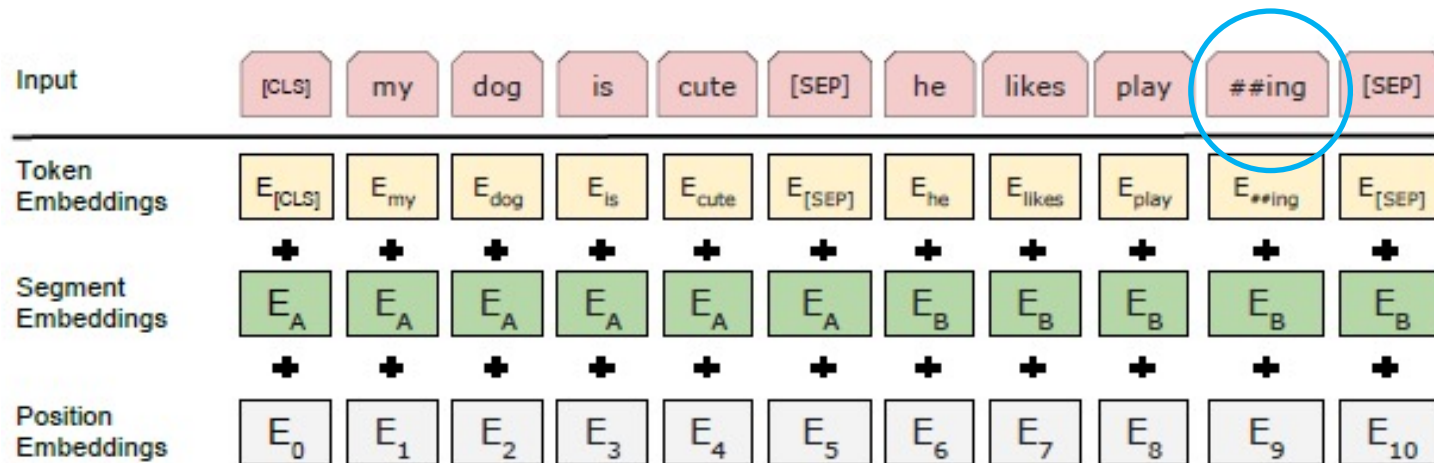 Input [CLS] my dog is cute [SEP] he likes play ##ing [SEP]
Token
Embeddings
E[CLS] Emy Edog Eis Ecute E[SEP] Ehe Elikes Eplay E##ing E[SEP]
+ + + + + + + + + + +
Segment
Embeddings
EA EA EA EA EA EA EB EB EB EB EB
+ + + + + + + + + + +
Position
Embeddings
E0 E1 E2 E3 E4 E5 E6 E7 E8 E9 E10